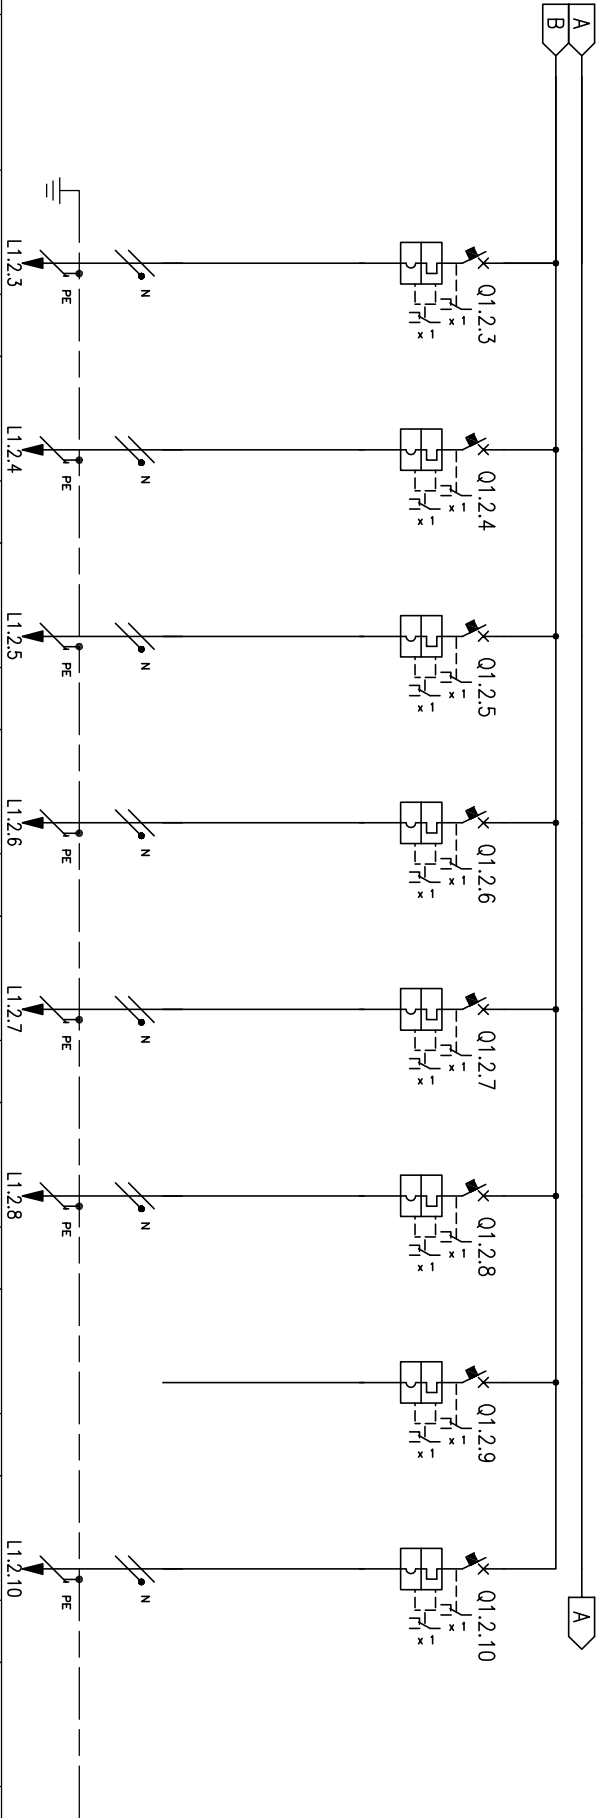 A
B
Q1.2.3
x 1
x 1
N
PE
L1.2.3
Q1.2.4
x 1
x 1
N
PE
L1.2.4
Q1.2.5
x 1
x 1
N
PE
L1.2.5
Q1.2.6
x 1
x 1
N
PE
L1.2.6
Q1.2.7
x 1
x 1
N
PE
L1.2.7
Q1.2.8
x 1
x 1
N
PE
L1.2.8
Q1.2.9
x 1
x 1
Q1.2.10
x 1
x 1
N
PE
L1.2.10
A